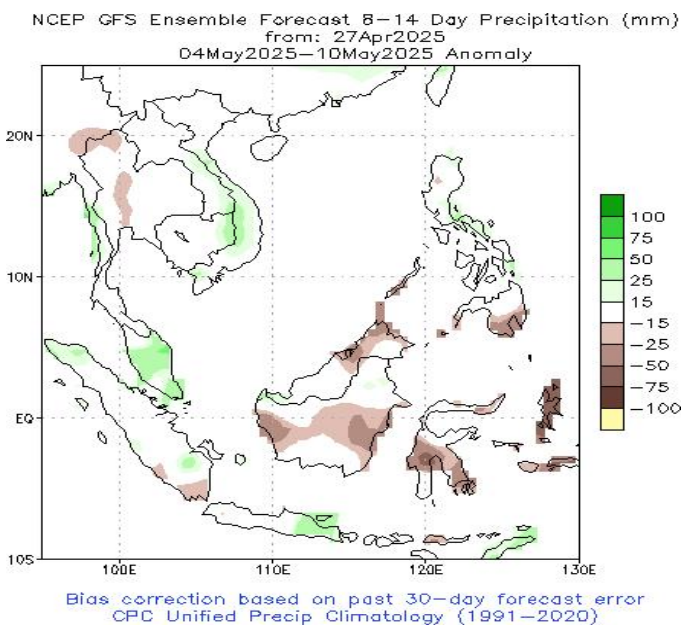 NCEP GFS Ensemble Forecast 8-14 Day Precipitation (mm)
from: 27Apr2025
04May2025-10May2025 Anomaly
20N
10N
EQ
10S
100E
110E
120E
130E
100
75
50
25
15
-15
-25
-50
-75
-100
Bias correction based on past 30-day forecast error
CPC Unified Precip Climatology (1991-2020)